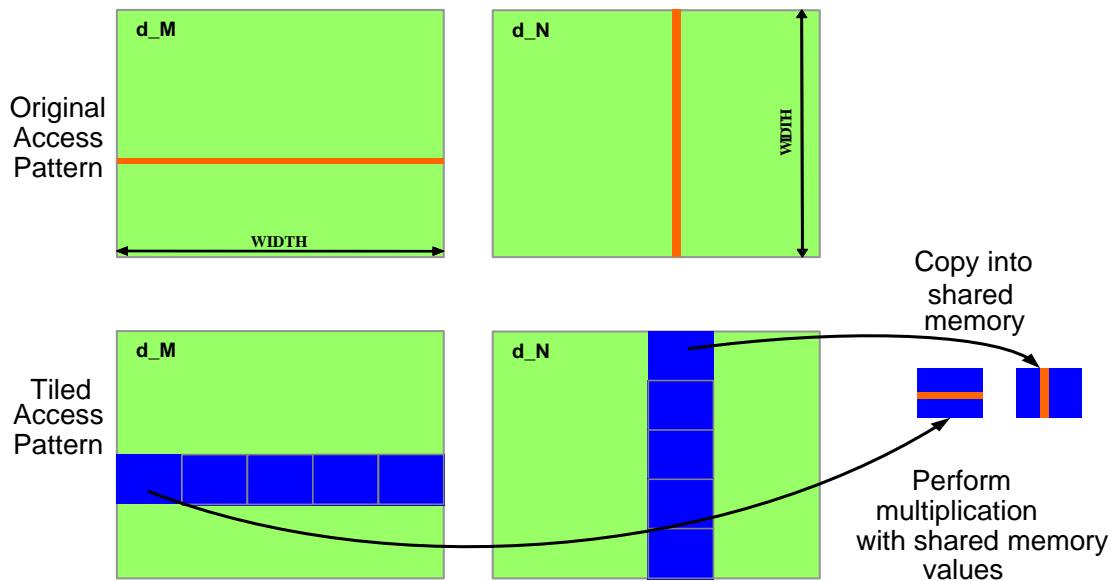 d_M
d_N
Original
Access
Pattern
WIDTH
WIDTH
Copy into
shared
memory
d_M
d_N
Tiled
Access
Pattern
Perform
multiplication
with shared memory
values